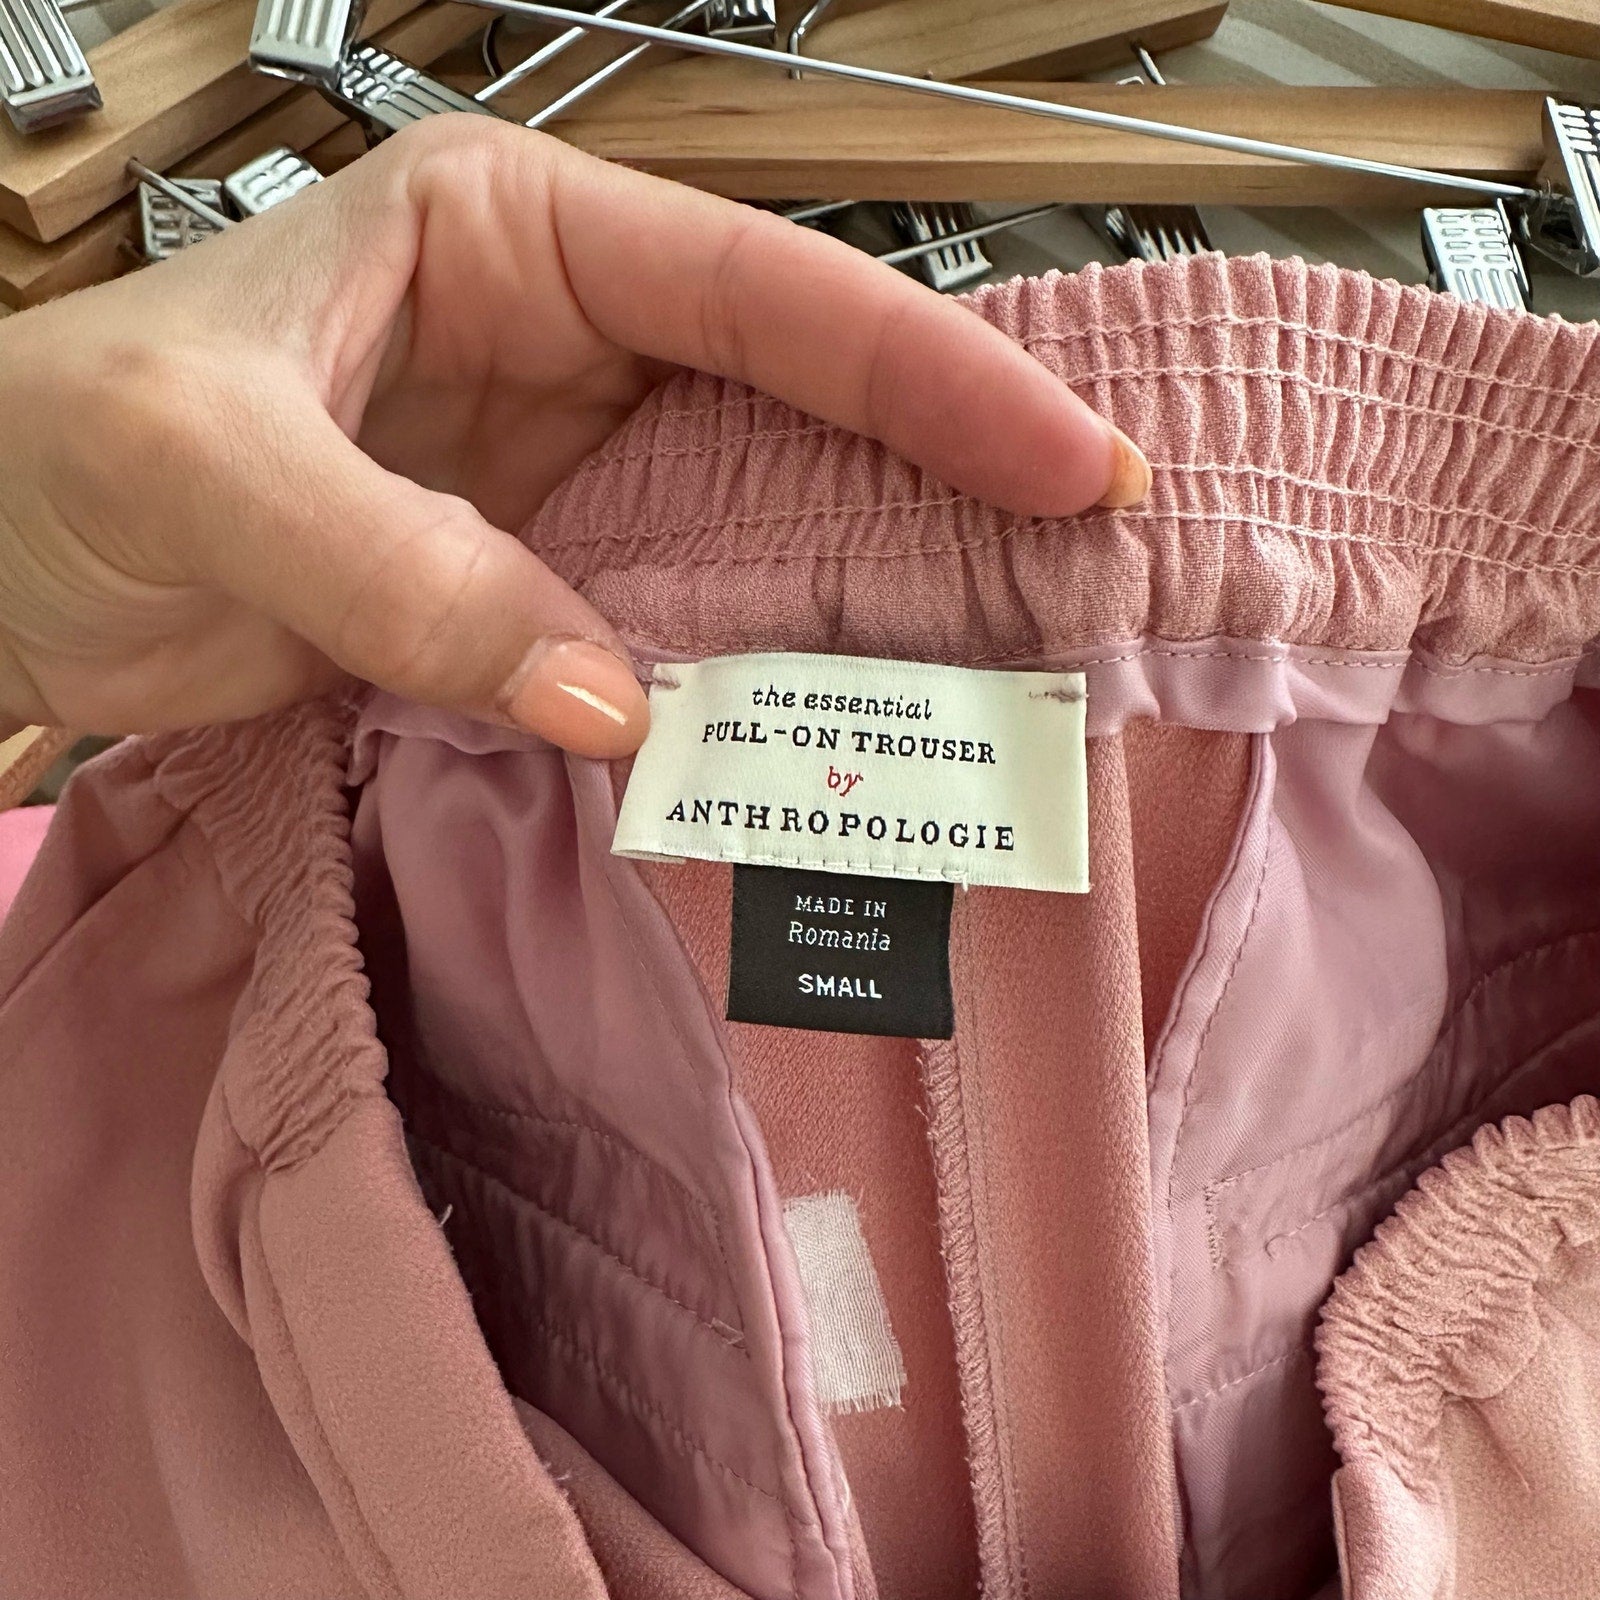 the essential
PULL-ON TROUSER
by
ANTHROPOLOGIE
MADE IN
Romania
SMALL